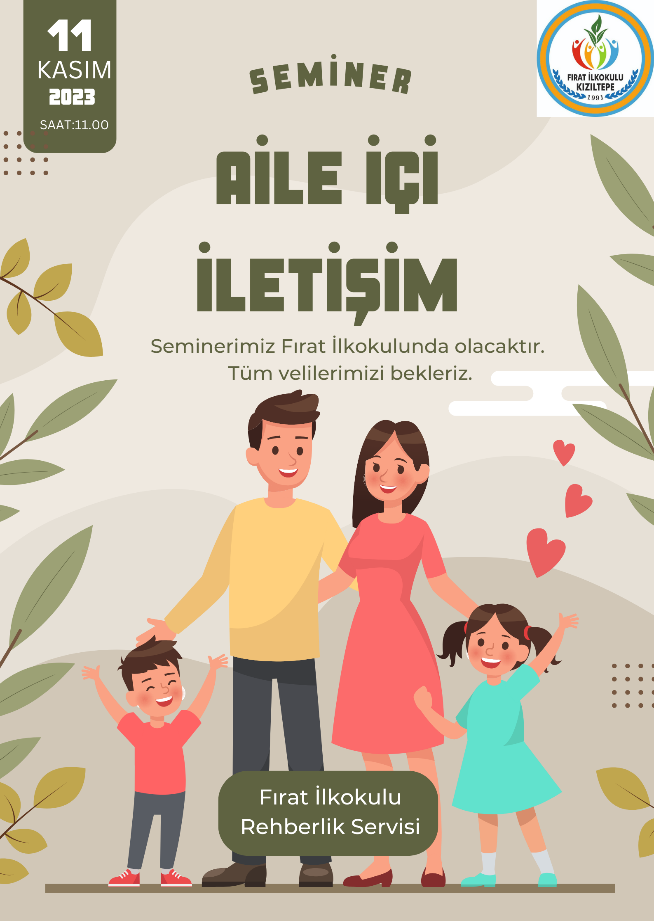 11
KASIM
2023
SAAT:11.00
FIRAT İLKOKULU
KIZILTEPE
1991
SEMİNER
AİLE İÇİ
İLETİŞİM
Seminerimiz Fırat İlkokulunda olacaktır.
Tüm velilerimizi bekleriz.
Fırat İlkokulu
Rehberlik Servisi